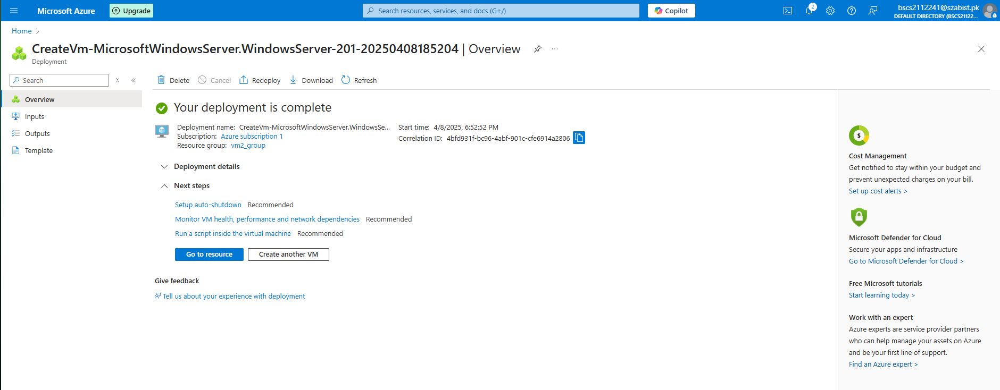 Microsoft Azure
Upgrade
Search resources, services, and docs (G+/)
Copilot
2
bscs2112241@szabist.pk
DEFAULT DIRECTORY (BSCS21122...
Home
CreateVm-MicrosoftWindowsServer.WindowsServer-201-20250408185204 | Overview
Deployment
Search
Delete
Cancel
Redeploy
Download
Refresh
Overview
Inputs
Outputs
Template
Your deployment is complete
Deployment name: CreateVm-MicrosoftWindowsServer.WindowsSe...
Subscription: Azure subscription 1
Resource group: vm2_group
Start time: 4/8/2025, 6:52:52 PM
Correlation ID: 4bfd931f-bc96-4abf-901c-cfe6914a2806
Deployment details
Next steps
Setup auto-shutdown Recommended
Monitor VM health, performance and network dependencies Recommended
Run a script inside the virtual machine Recommended
Go to resource
Create another VM
Give feedback
Tell us about your experience with deployment
$
Cost Management
Get notified to stay within your budget and
prevent unexpected charges on your bill.
Set up cost alerts >
Microsoft Defender for Cloud
Secure your apps and infrastructure
Go to Microsoft Defender for Cloud >
Free Microsoft tutorials
Start learning today >
Work with an expert
Azure experts are service provider partners
who can help manage your assets on Azure
and be your first line of support.
Find an Azure expert >